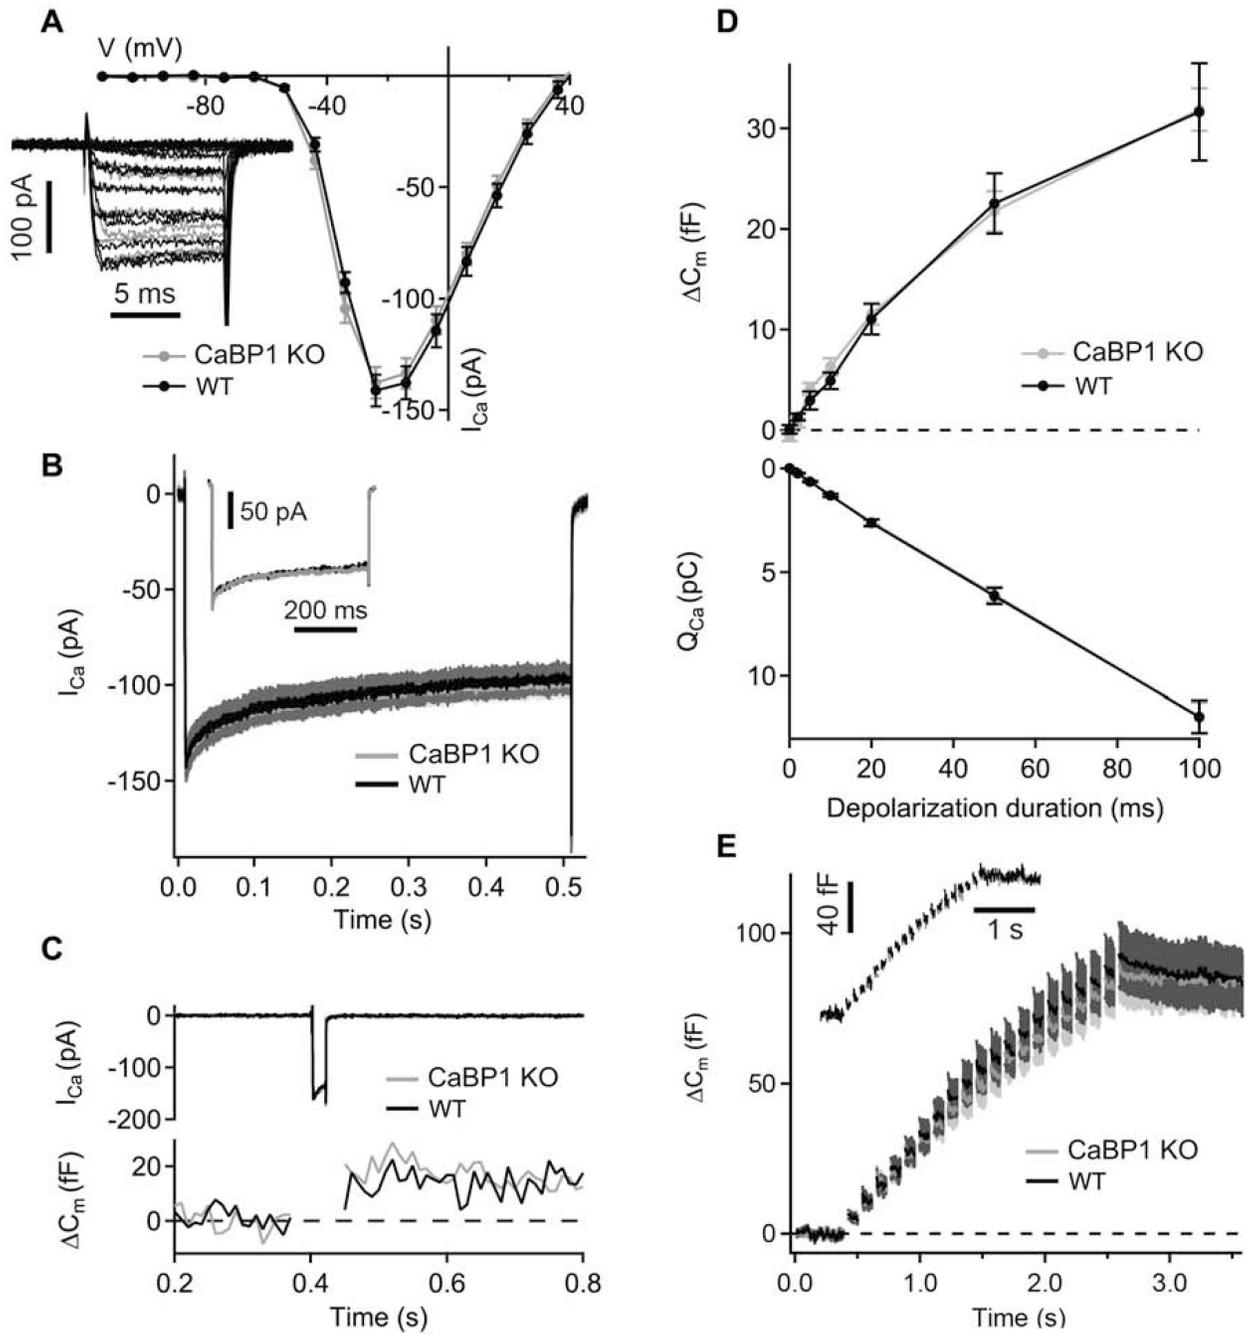 A
V (mV)
-80
-40
40
100 pA
5 ms
CaBP1 KO
WT
-50
-100
-150
I_Ca (pA)
B
0
-50
-100
-150
I_Ca (pA)
50 pA
200 ms
CaBP1 KO
WT
0.0 0.1 0.2 0.3 0.4 0.5
Time (s)
C
0
-100
-200
I_Ca (pA)
CaBP1 KO
WT
20
0
ΔC_m (fF)
0.2 0.4 0.6 0.8
Time (s)
D
30
20
10
0
ΔC_m (fF)
CaBP1 KO
WT
0
5
10
Q_Ca (pC)
0 20 40 60 80 100
Depolarization duration (ms)
E
40 fF
1 s
100
50
0
ΔC_m (fF)
CaBP1 KO
WT
0.0 1.0 2.0 3.0
Time (s)